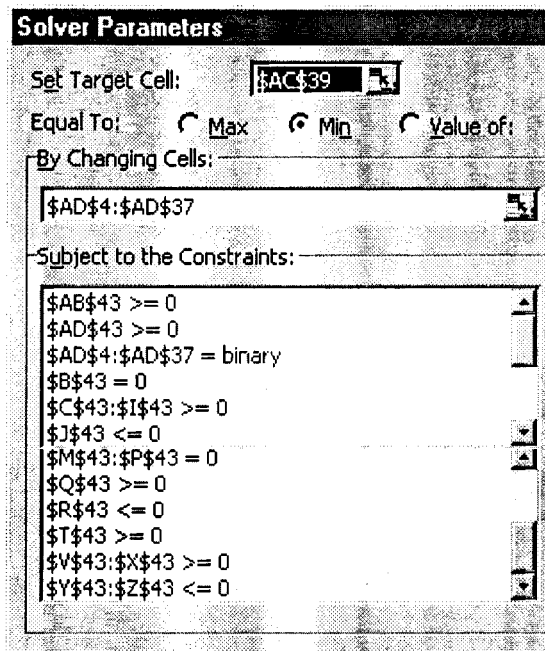 Solver Parameters
Set Target Cell: $AC$39
Equal To: Max Min Value of:
By Changing Cells:
$AD$4:$AD$37
Subject to the Constraints:
$AB$43 >= 0
$AD$43 >= 0
$AD$4:$AD$37 = binary
$B$43 = 0
$C$43:$I$43 >= 0
$J$43 <= 0
$M$43:$P$43 = 0
$Q$43 >= 0
$R$43 <= 0
$T$43 >= 0
$V$43:$X$43 >= 0
$Y$43:$Z$43 <= 0